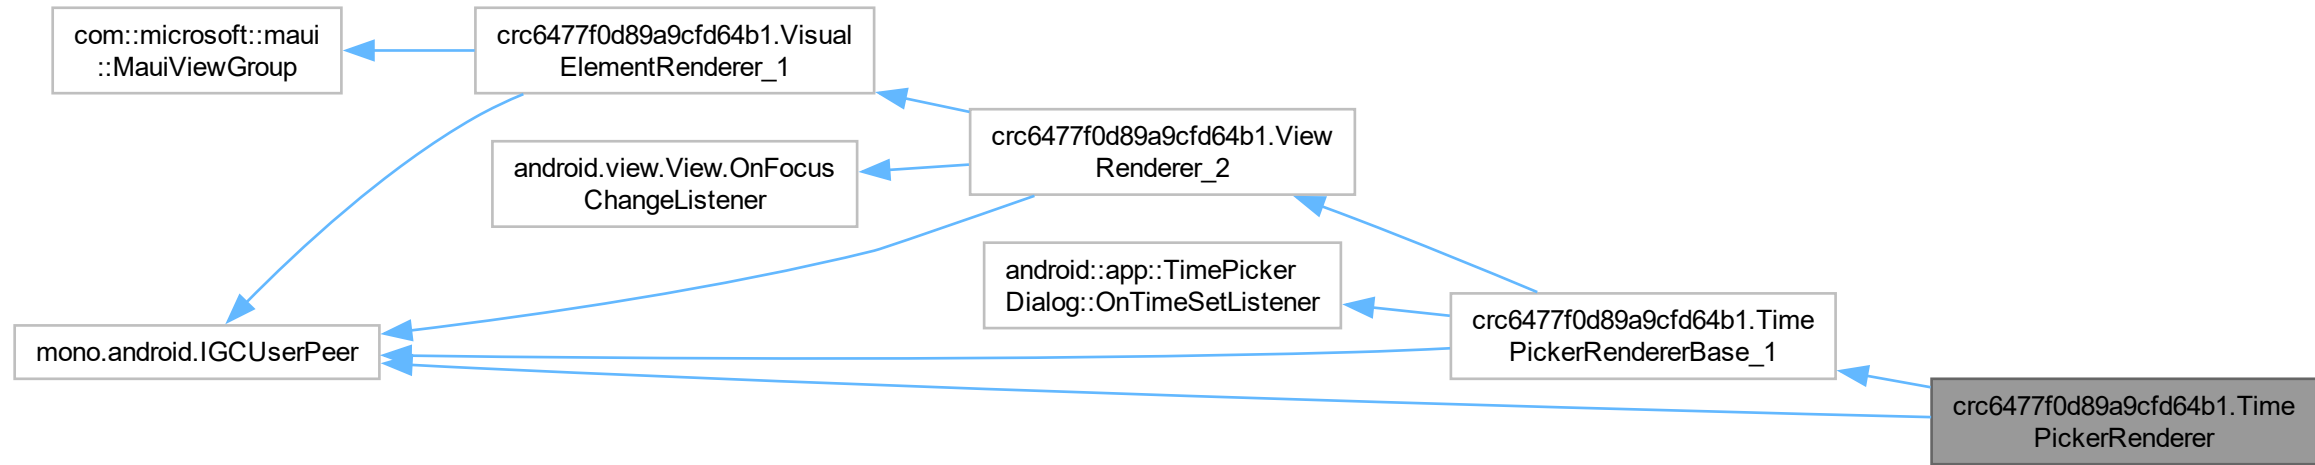 com::microsoft::maui
::MauiViewGroup
crc6477f0d89a9cfd64b1.Visual
ElementRenderer_1
crc6477f0d89a9cfd64b1.View
Renderer_2
android.view.View.OnFocus
ChangeListener
android::app::TimePicker
Dialog::OnTimeSetListener
crc6477f0d89a9cfd64b1.Time
PickerRendererBase_1
mono.android.IGCUserPeer
crc6477f0d89a9cfd64b1.Time
PickerRenderer